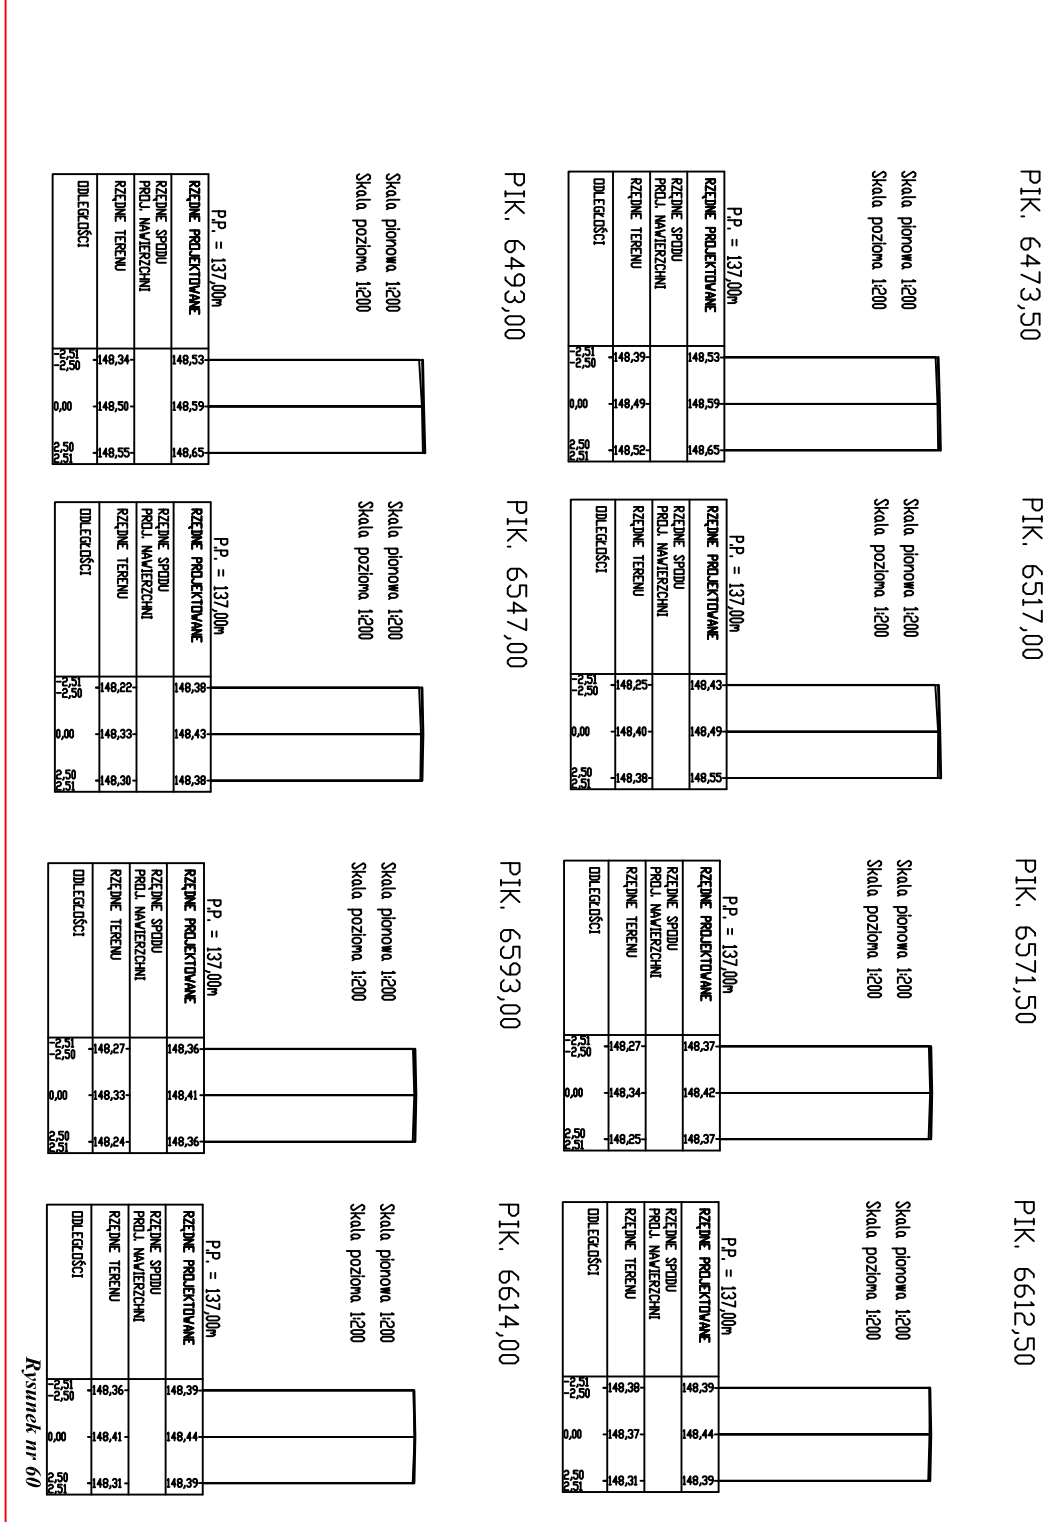 PIK. 6473,50
Skala pionowa 1:200
Skala pozioma 1:200
P.P. = 137,00m
RZĘDNE PROJEKTOWANE
148,53 148,59 148,65
RZĘDNE SPODU
PROJ. NAWIERZCHNI
RZĘDNE TERENU
148,39 148,49 148,52
ODLEGŁOŚCI
-2,51 -2,50 0,00 2,50 2,51
PIK. 6517,00
Skala pionowa 1:200
Skala pozioma 1:200
P.P. = 137,00m
RZĘDNE PROJEKTOWANE
148,43 148,49 148,55
RZĘDNE SPODU
PROJ. NAWIERZCHNI
RZĘDNE TERENU
148,25 148,40 148,38
ODLEGŁOŚCI
-2,51 -2,50 0,00 2,50 2,51
PIK. 6571,50
Skala pionowa 1:200
Skala pozioma 1:200
P.P. = 137,00m
RZĘDNE PROJEKTOWANE
148,37 148,42 148,37
RZĘDNE SPODU
PROJ. NAWIERZCHNI
RZĘDNE TERENU
148,27 148,34 148,25
ODLEGŁOŚCI
-2,51 -2,50 0,00 2,50 2,51
PIK. 6612,50
Skala pionowa 1:200
Skala pozioma 1:200
P.P. = 137,00m
RZĘDNE PROJEKTOWANE
148,39 148,44 148,39
RZĘDNE SPODU
PROJ. NAWIERZCHNI
RZĘDNE TERENU
148,38 148,37 148,31
ODLEGŁOŚCI
-2,51 -2,50 0,00 2,50 2,51
PIK. 6493,00
Skala pionowa 1:200
Skala pozioma 1:200
P.P. = 137,00m
RZĘDNE PROJEKTOWANE
148,53 148,59 148,65
RZĘDNE SPODU
PROJ. NAWIERZCHNI
RZĘDNE TERENU
148,34 148,50 148,55
ODLEGŁOŚCI
-2,51 -2,50 0,00 2,50 2,51
PIK. 6547,00
Skala pionowa 1:200
Skala pozioma 1:200
P.P. = 137,00m
RZĘDNE PROJEKTOWANE
148,38 148,43 148,38
RZĘDNE SPODU
PROJ. NAWIERZCHNI
RZĘDNE TERENU
148,22 148,33 148,30
ODLEGŁOŚCI
-2,51 -2,50 0,00 2,50 2,51
PIK. 6593,00
Skala pionowa 1:200
Skala pozioma 1:200
P.P. = 137,00m
RZĘDNE PROJEKTOWANE
148,36 148,41 148,36
RZĘDNE SPODU
PROJ. NAWIERZCHNI
RZĘDNE TERENU
148,27 148,33 148,24
ODLEGŁOŚCI
-2,51 -2,50 0,00 2,50 2,51
PIK. 6614,00
Skala pionowa 1:200
Skala pozioma 1:200
P.P. = 137,00m
RZĘDNE PROJEKTOWANE
148,39 148,44 148,39
RZĘDNE SPODU
PROJ. NAWIERZCHNI
RZĘDNE TERENU
148,36 148,41 148,31
ODLEGŁOŚCI
-2,51 -2,50 0,00 2,50 2,51
Rysunek nr 60